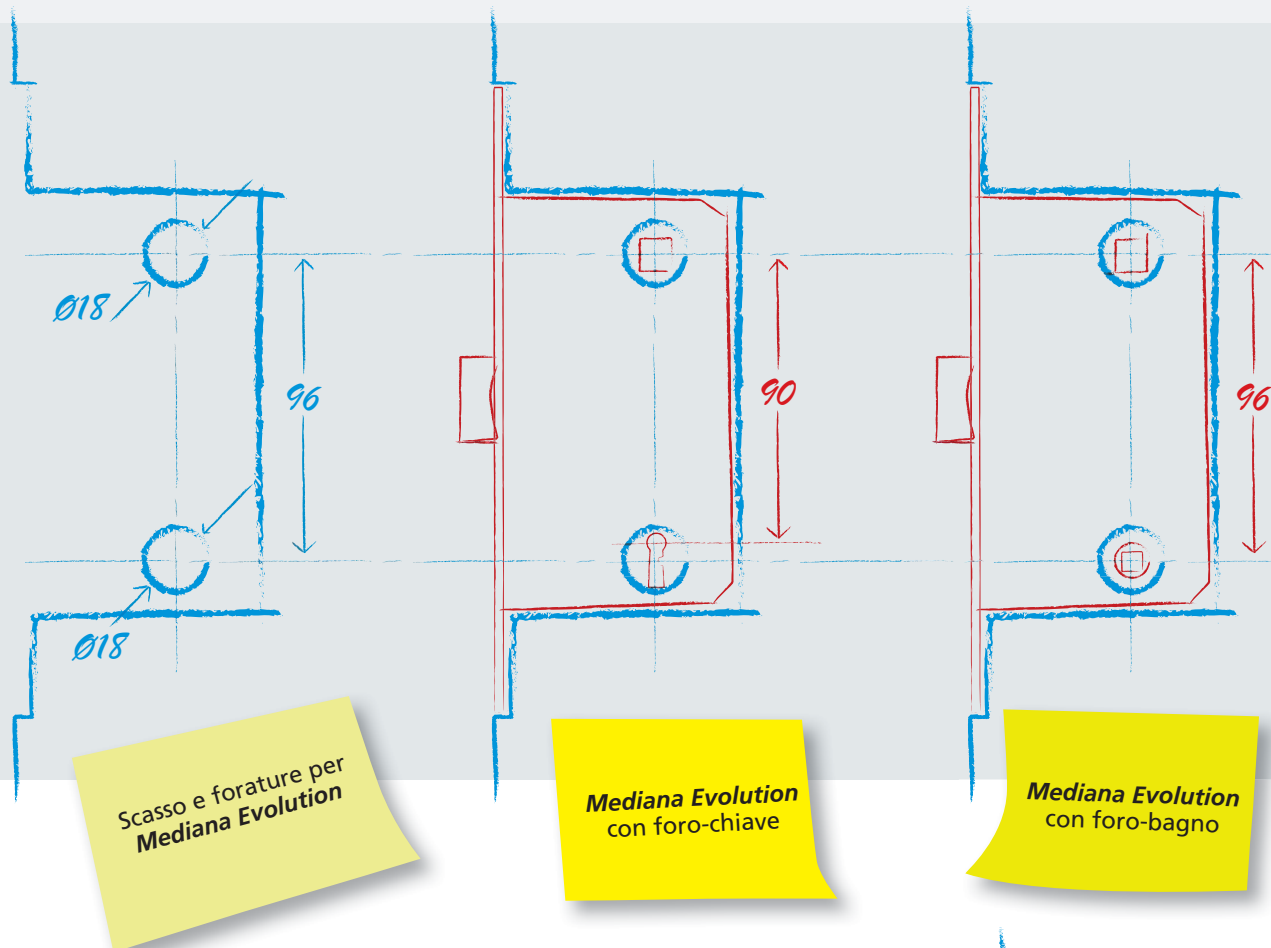 Ø18
96
Ø18
90
96
Scasso e forature per
Mediana Evolution
Mediana Evolution
con foro-chiave
Mediana Evolution
con foro-bagno